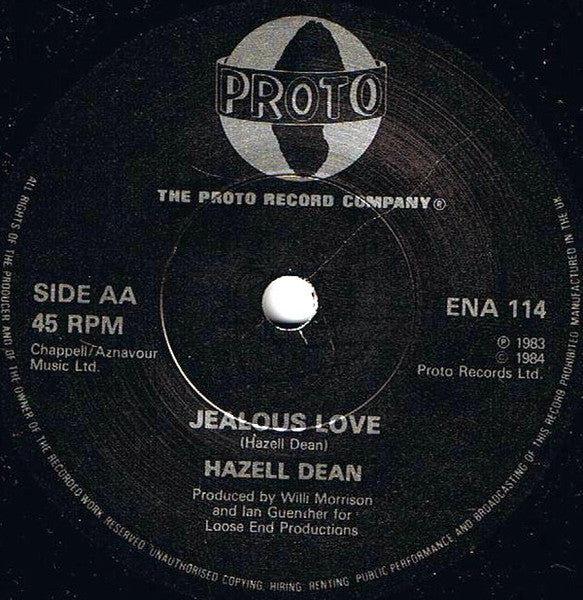 PROTO
THE PROTO RECORD COMPANY®
SIDE AA
45 RPM
Chappell/Aznavour
Music Ltd.
ENA 114
℗ 1983
© 1984
Proto Records Ltd.
JEALOUS LOVE
(Hazell Dean)
HAZELL DEAN
Produced by Willi Morrison
and Ian Guenther for
Loose End Productions
ALL RIGHTS OF THE PRODUCER AND OF THE OWNER OF THE RECORDED WORK RESERVED. UNAUTHORISED COPYING, HIRING, RENTING, PUBLIC PERFORMANCE AND BROADCASTING OF THIS RECORD PROHIBITED. MANUFACTURED IN THE UK